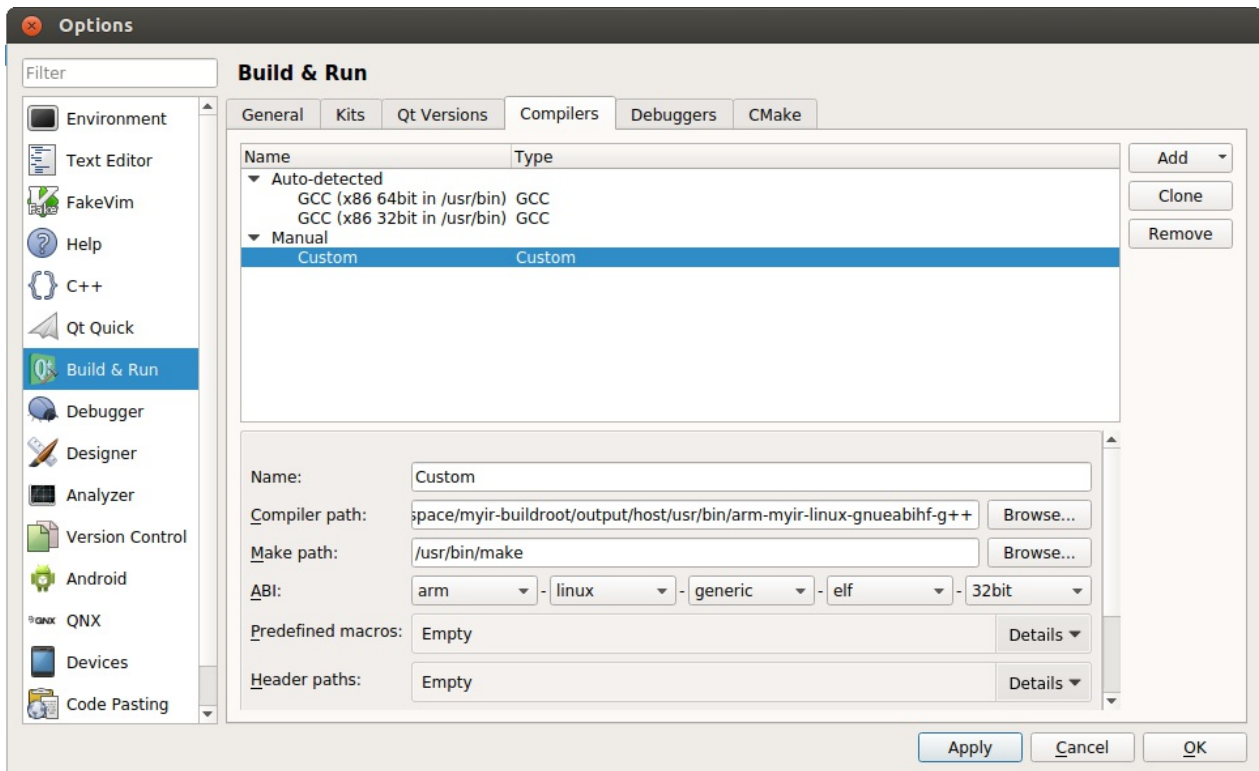 Options
Filter
Build & Run
Environment
Text Editor
FakeVim
Help
C++
Qt Quick
Build & Run
Debugger
Designer
Analyzer
Version Control
Android
QNX QNX
Devices
Code Pasting
General Kits Qt Versions Compilers Debuggers CMake
Name Type
Auto-detected
GCC (x86 64bit in /usr/bin) GCC
GCC (x86 32bit in /usr/bin) GCC
Manual
Custom Custom
Add
Clone
Remove
Name: Custom
Compiler path: space/myir-buildroot/output/host/usr/bin/arm-myir-linux-gnueabihf-g++ Browse...
Make path: /usr/bin/make Browse...
ABI: arm - linux - generic - elf - 32bit
Predefined macros: Empty Details
Header paths: Empty Details
Apply Cancel OK